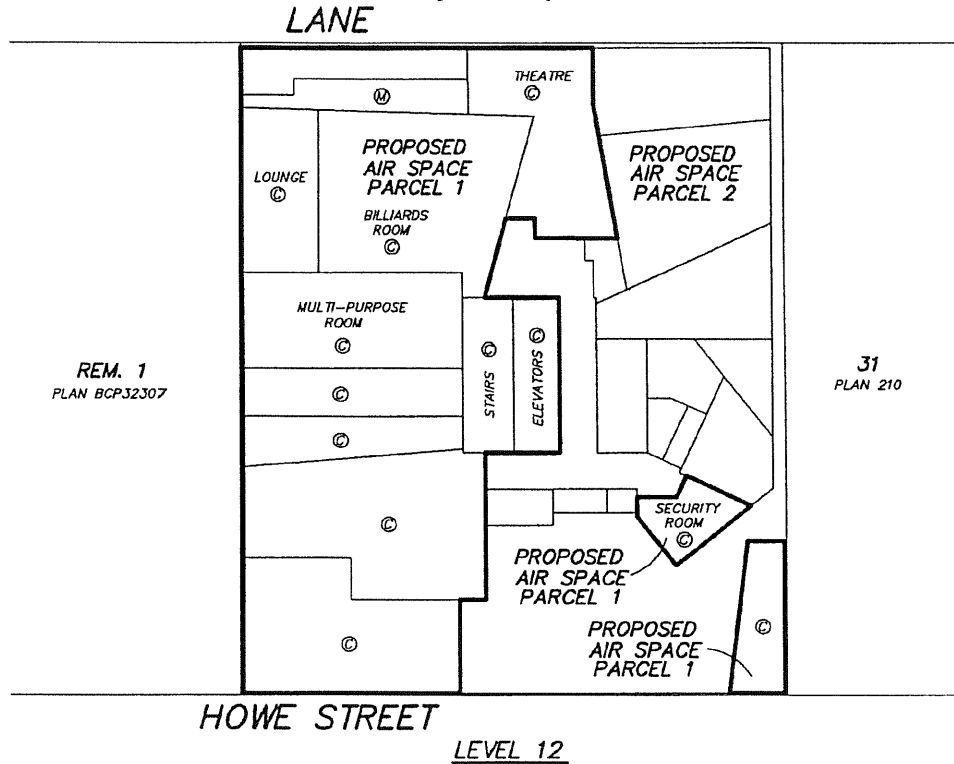 LANE
THEATRE
Ⓒ
Ⓜ
PROPOSED
AIR SPACE
PARCEL 1
PROPOSED
AIR SPACE
PARCEL 2
LOUNGE
Ⓒ
BILLIARDS
ROOM
Ⓒ
MULTI-PURPOSE
ROOM
Ⓒ
STAIRS Ⓒ
ELEVATORS Ⓒ
REM. 1
PLAN BCP32307
31
PLAN 210
Ⓒ
Ⓒ
Ⓒ
SECURITY
ROOM
Ⓒ
PROPOSED
AIR SPACE
PARCEL 1
PROPOSED
AIR SPACE
PARCEL 1
Ⓒ
Ⓒ
HOWE STREET
LEVEL 12